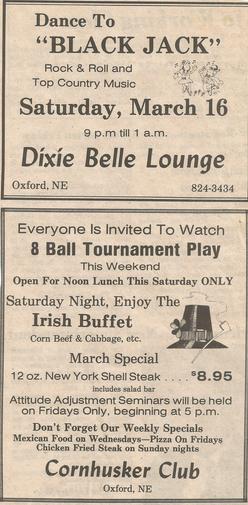 Dance To
"BLACK JACK"
Rock & Roll and
Top Country Music
Saturday, March 16
9 p.m till 1 a.m.
Dixie Belle Lounge
Oxford, NE 824-3434
Everyone Is Invited To Watch
8 Ball Tournament Play
This Weekend
Open For Noon Lunch This Saturday ONLY
Saturday Night, Enjoy The
Irish Buffet
Corn Beef & Cabbage, etc.
March Special
12 oz. New York Shell Steak . . . . $8.95
includes salad bar
Attitude Adjustment Seminars will be held
on Fridays Only, beginning at 5 p.m.
Don't Forget Our Weekly Specials
Mexican Food on Wednesdays—Pizza On Fridays
Chicken Fried Steak on Sunday nights
Cornhusker Club
Oxford, NE